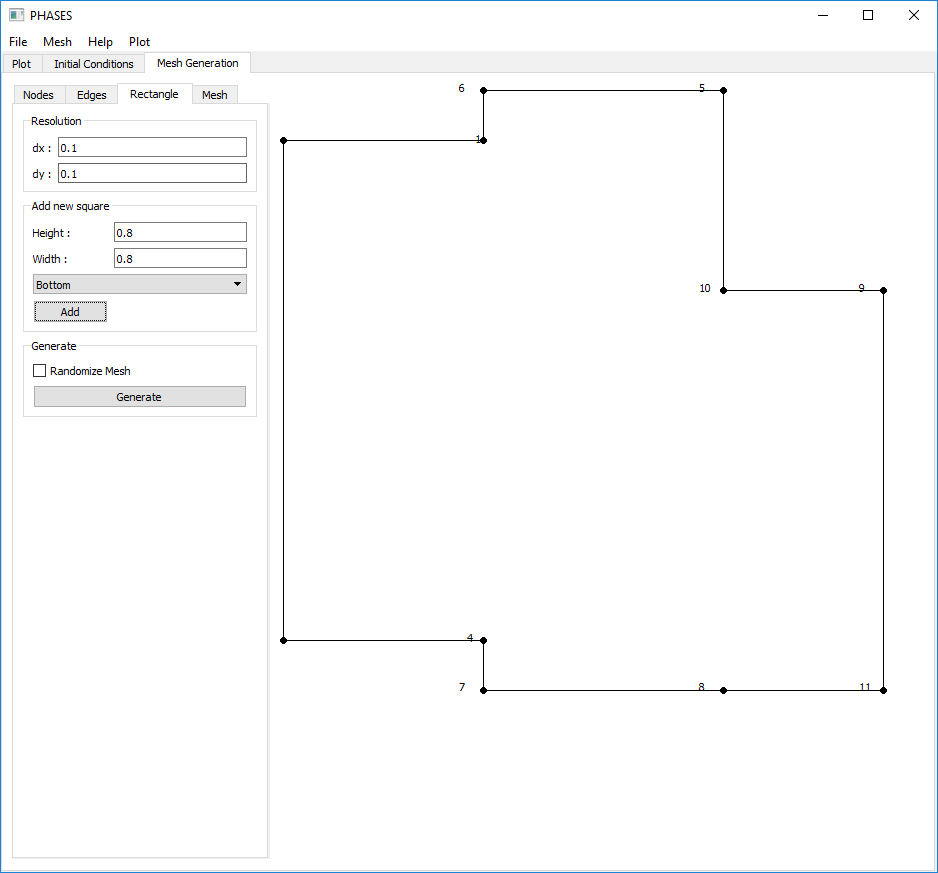 PHASES
File Mesh Help Plot
Plot Initial Conditions Mesh Generation
Nodes Edges Rectangle Mesh
Resolution
dx : 0.1
dy : 0.1
Add new square
Height : 0.8
Width : 0.8
Bottom
Add
Generate
Randomize Mesh
Generate
6 5
1
10 9
4
7 8 11